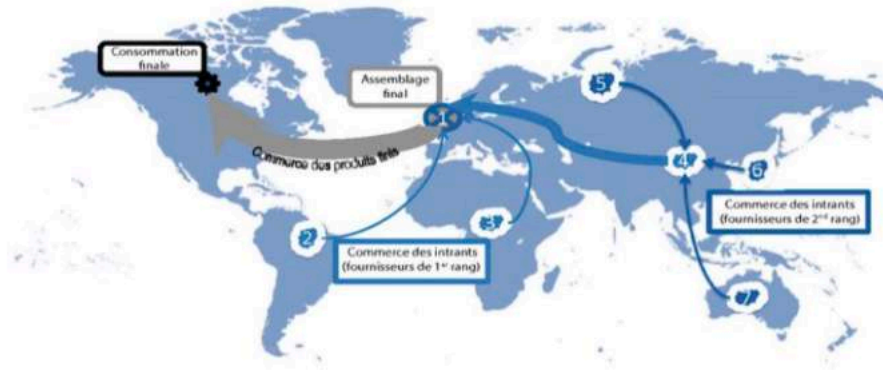 Consommation
finale
Assemblage
final
5
1
Commerce des produits finis
4
6
Commerce des intrants
(fournisseurs de 2nd rang)
2
3
Commerce des intrants
(fournisseurs de 1er rang)
7